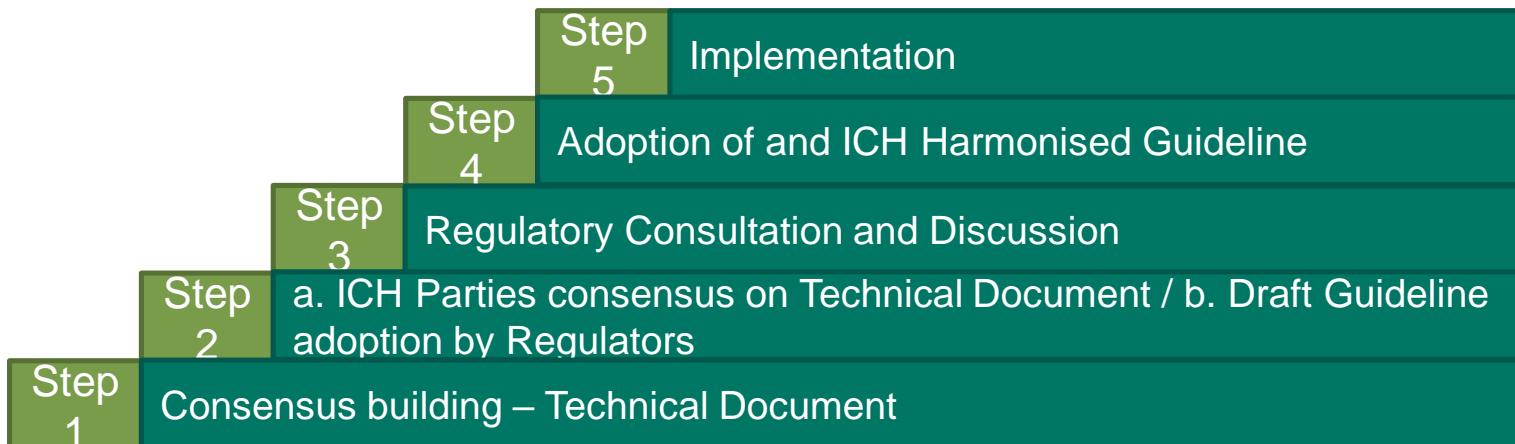 Step
5
Implementation
Step
4
Adoption of and ICH Harmonised Guideline
Step
3
Regulatory Consultation and Discussion
Step
2
a. ICH Parties consensus on Technical Document / b. Draft Guideline
adoption by Regulators
Step
1
Consensus building – Technical Document